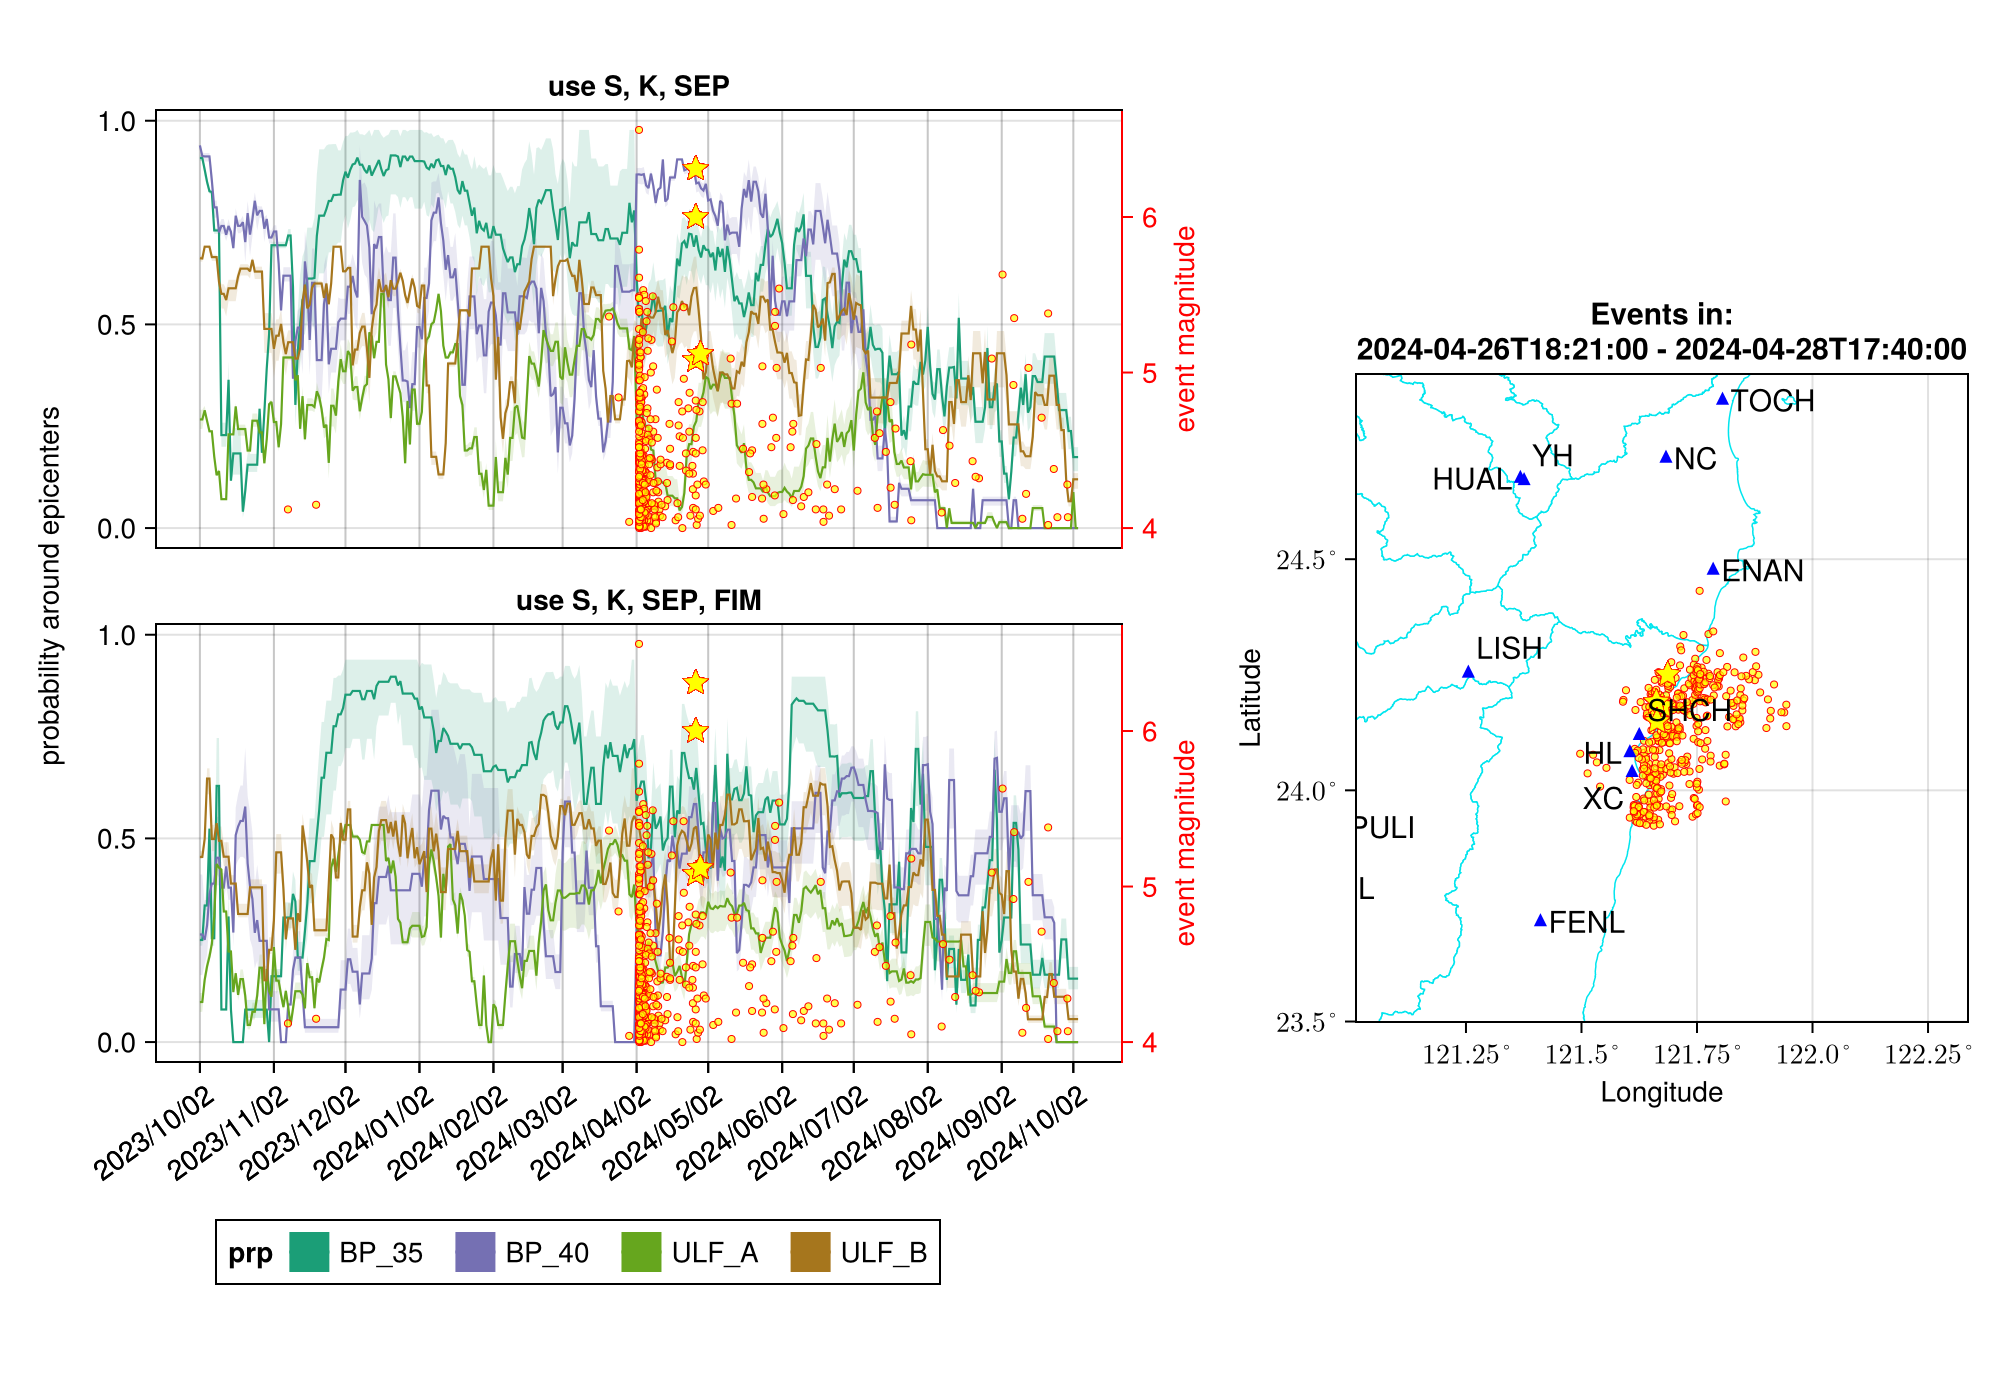 use S, K, SEP
1.0
0.5
0.0
6
5
4
event magnitude
probability around epicenters
use S, K, SEP, FIM
1.0
0.5
0.0
6
5
4
event magnitude
2023/10/02
2023/11/02
2023/12/02
2024/01/02
2024/02/02
2024/03/02
2024/04/02
2024/05/02
2024/06/02
2024/07/02
2024/08/02
2024/09/02
2024/10/02
prp BP_35 BP_40 ULF_A ULF_B
Events in:
2024-04-26T18:21:00 - 2024-04-28T17:40:00
TOCH
YH
NC
HUAL
ENAN
LISH
SHCH
HL
XC
PULI
L
FENL
24.5°
24.0°
23.5°
Latitude
121.25° 121.5° 121.75° 122.0° 122.25°
Longitude